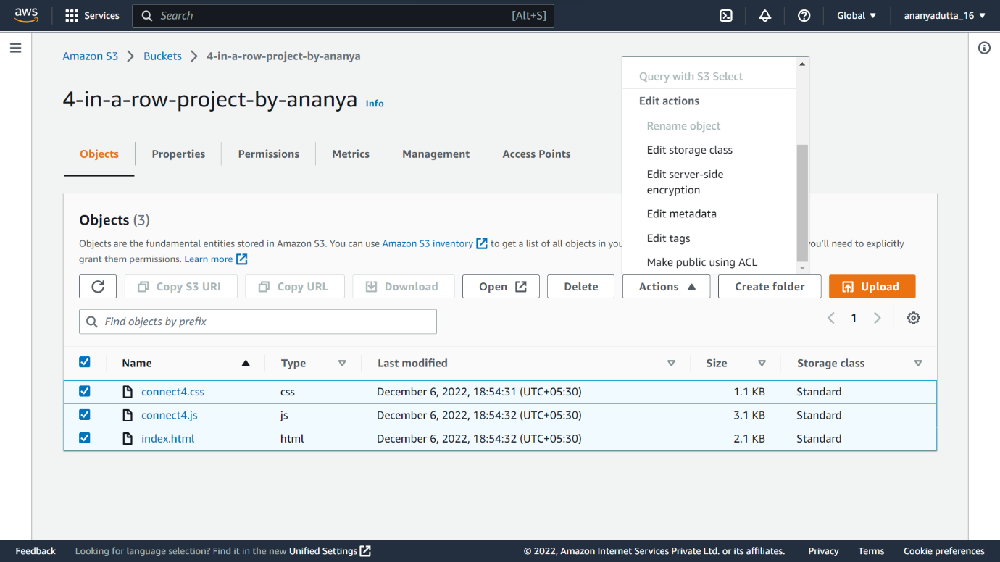 aws
Services
Search [Alt+S]
Global
ananyadutta_16
Amazon S3 Buckets 4-in-a-row-project-by-ananya
4-in-a-row-project-by-ananya Info
Objects Properties Permissions Metrics Management Access Points
Query with S3 Select
Edit actions
Rename object
Edit storage class
Edit server-side
encryption
Edit metadata
Edit tags
Make public using ACL
Objects (3)
Objects are the fundamental entities stored in Amazon S3. You can use Amazon S3 inventory to get a list of all objects in you you'll need to explicitly
grant them permissions. Learn more
Copy S3 URI Copy URL Download Open Delete Actions Create folder Upload
Find objects by prefix
1
Name Type Last modified Size Storage class
connect4.css css December 6, 2022, 18:54:31 (UTC+05:30) 1.1 KB Standard
connect4.js js December 6, 2022, 18:54:32 (UTC+05:30) 3.1 KB Standard
index.html html December 6, 2022, 18:54:32 (UTC+05:30) 2.1 KB Standard
Feedback Looking for language selection? Find it in the new Unified Settings © 2022, Amazon Internet Services Private Ltd. or its affiliates. Privacy Terms Cookie preferences